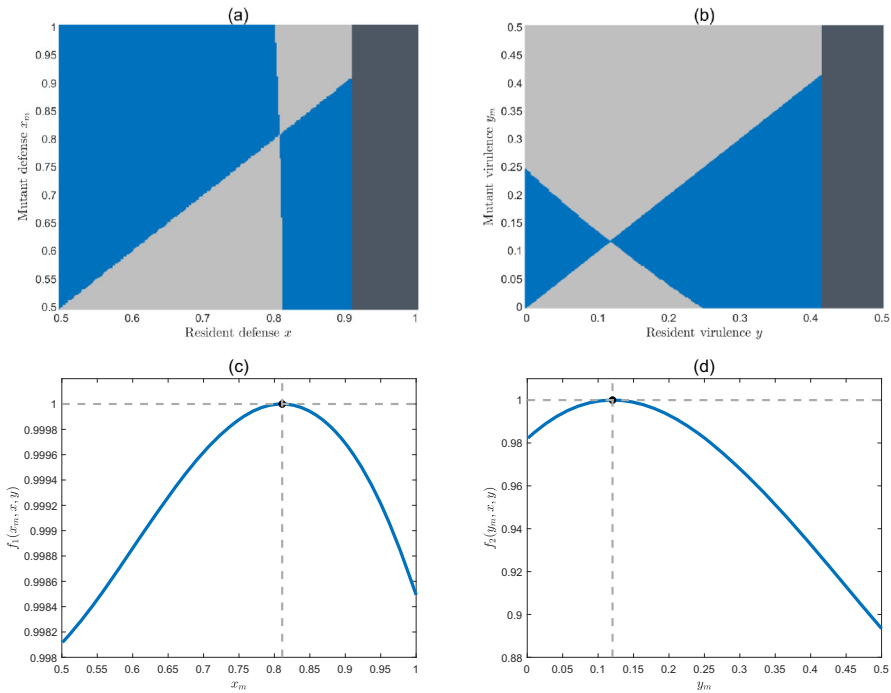 (a)
1
0.95
0.9
0.85
0.8
0.75
0.7
0.65
0.6
0.55
0.5
Mutant defense x_m
0.5 0.6 0.7 0.8 0.9 1
Resident defense x
(b)
0.5
0.45
0.4
0.35
0.3
0.25
0.2
0.15
0.1
0.05
0
Mutant virulence y_m
0 0.1 0.2 0.3 0.4 0.5
Resident virulence y
(c)
1
0.9998
0.9996
0.9994
0.9992
0.999
0.9988
0.9986
0.9984
0.9982
0.998
f_1(x_m, x, y)
0.5 0.55 0.6 0.65 0.7 0.75 0.8 0.85 0.9 0.95 1
x_m
(d)
1
0.98
0.96
0.94
0.92
0.9
0.88
f_2(y_m, x, y)
0 0.05 0.1 0.15 0.2 0.25 0.3 0.35 0.4 0.45 0.5
y_m